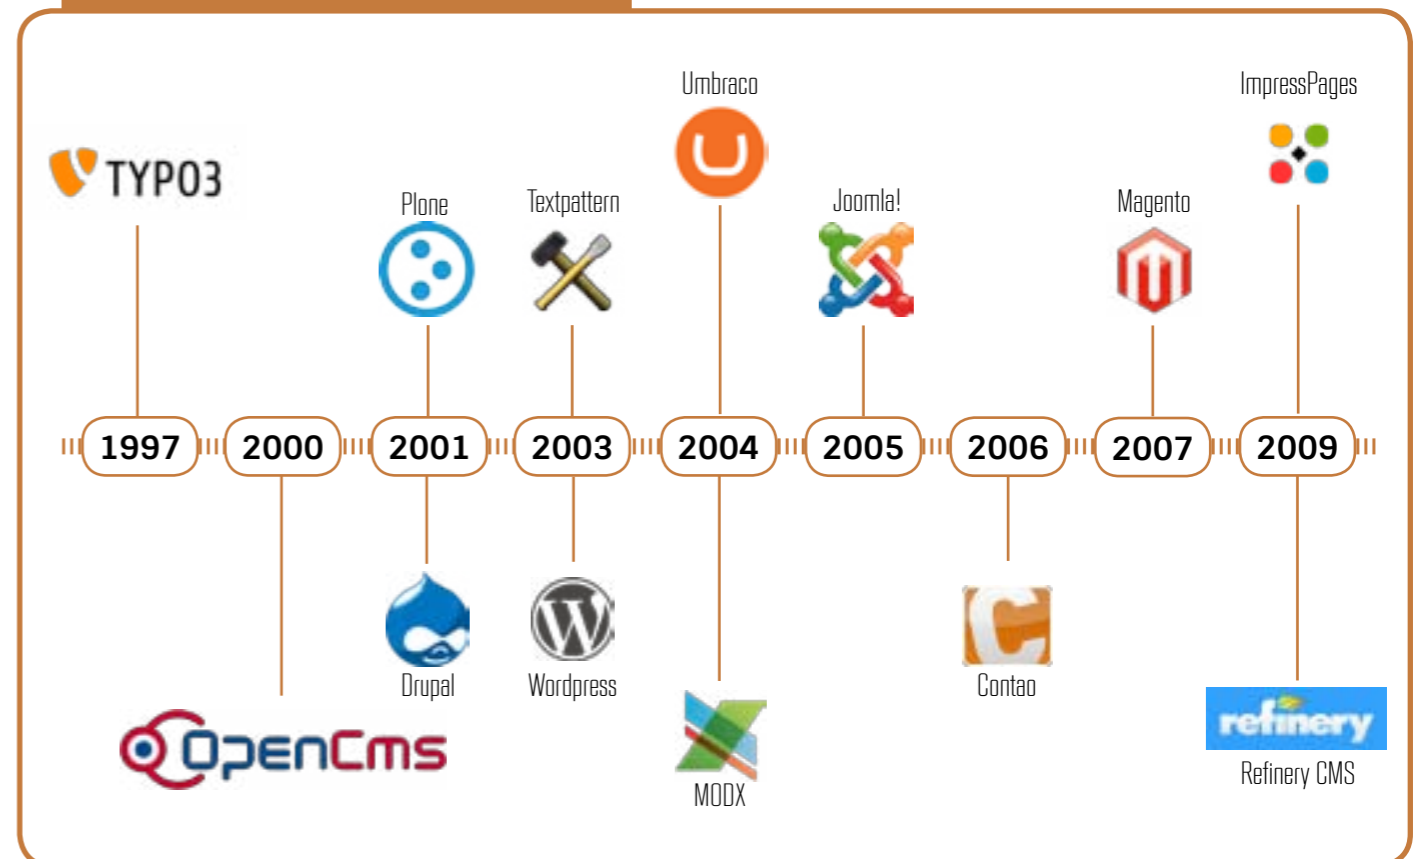 Umbraco
ImpressPages
TYPO3
Plone
Textpattern
Joomla!
Magento
1997
2000
2001
2003
2004
2005
2006
2007
2009
Drupal
Wordpress
Contao
OpenCms
refinery
Refinery CMS
MODX